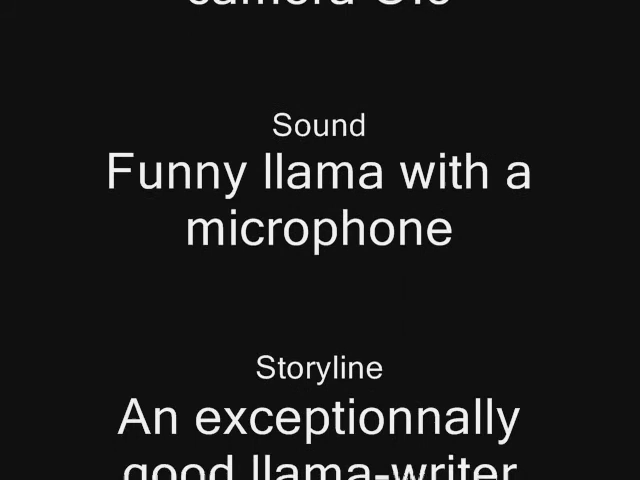 Sound
Funny llama with a
microphone
Storyline
An exceptionnally
good llama-writer